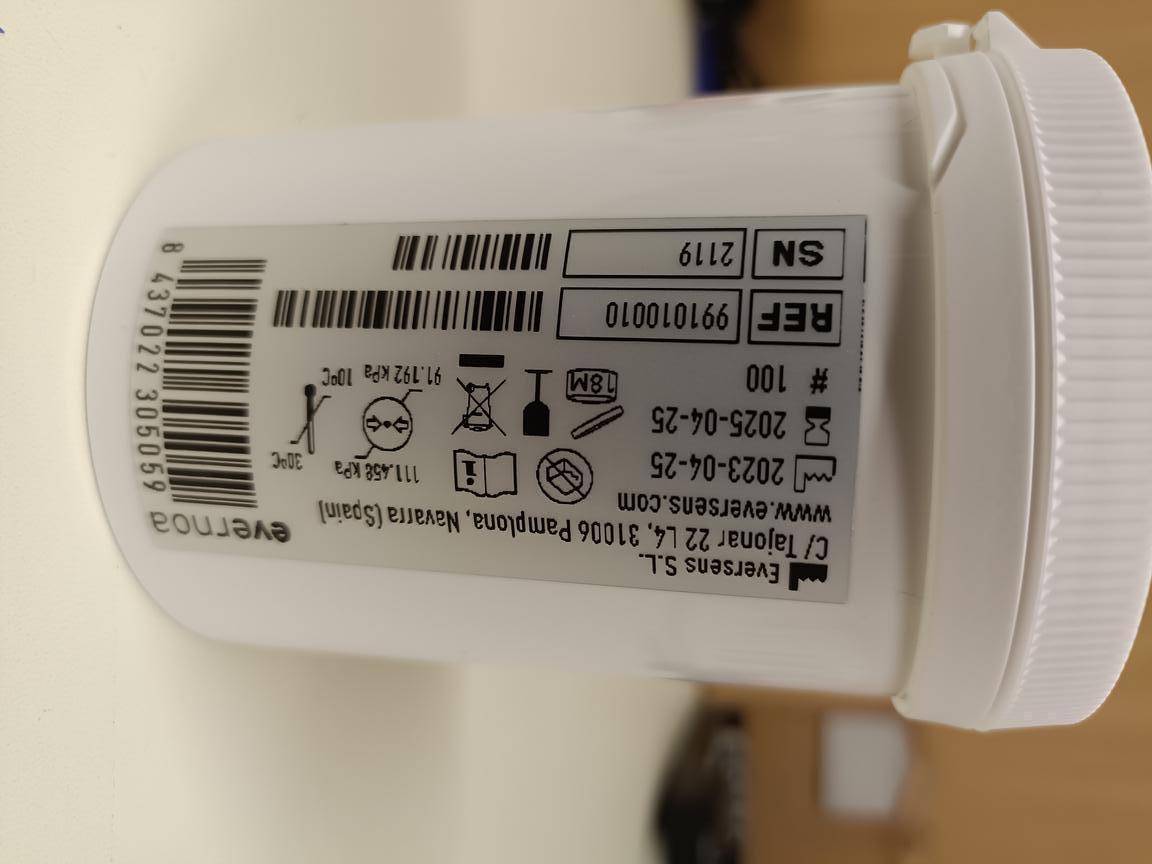 Eversens S.L.
C/ Tajonar 22 L4, 31006 Pamplona, Navarra (Spain)
www.eversens.com
2023-04-25
2025-04-25
# 100
18M
111.458 kPa
91.192 kPa
30ºC
10ºC
REF 991010010
SN 2119
evernoa
8 437022 305059